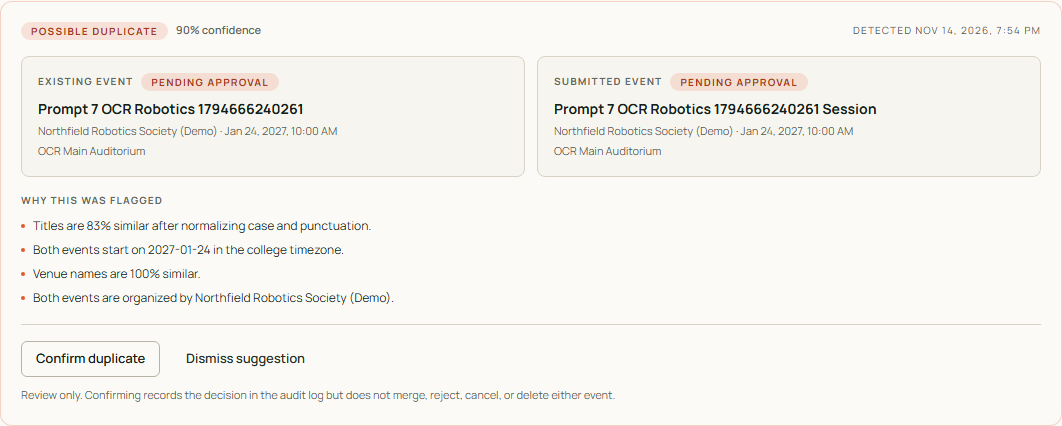 POSSIBLE DUPLICATE 90% confidence DETECTED NOV 14, 2026, 7:54 PM
EXISTING EVENT PENDING APPROVAL
Prompt 7 OCR Robotics 1794666240261
Northfield Robotics Society (Demo) · Jan 24, 2027, 10:00 AM
OCR Main Auditorium
SUBMITTED EVENT PENDING APPROVAL
Prompt 7 OCR Robotics 1794666240261 Session
Northfield Robotics Society (Demo) · Jan 24, 2027, 10:00 AM
OCR Main Auditorium
WHY THIS WAS FLAGGED
• Titles are 83% similar after normalizing case and punctuation.
• Both events start on 2027-01-24 in the college timezone.
• Venue names are 100% similar.
• Both events are organized by Northfield Robotics Society (Demo).
Confirm duplicate Dismiss suggestion
Review only. Confirming records the decision in the audit log but does not merge, reject, cancel, or delete either event.